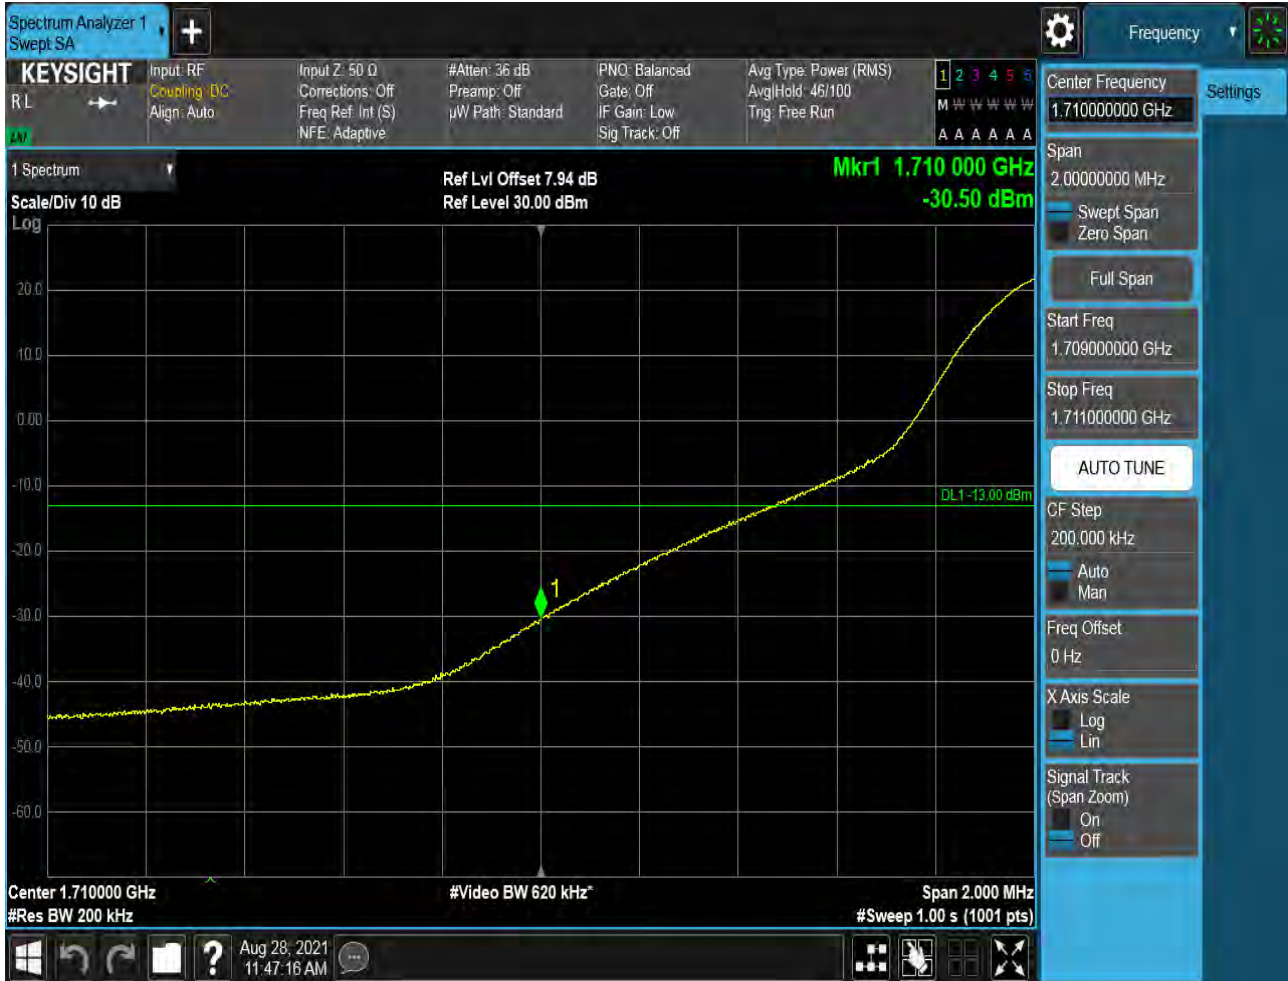 Spectrum Analyzer 1
Swept SA
Frequency
KEYSIGHT
R L
LXI
Input: RF
Coupling: DC
Align: Auto
Input Z: 50 Ω
Corrections: Off
Freq Ref: Int (S)
NFE: Adaptive
#Atten: 36 dB
Preamp: Off
µW Path: Standard
PNO: Balanced
Gate: Off
IF Gain: Low
Sig Track: Off
Avg Type: Power (RMS)
Avg|Hold: 46/100
Trig: Free Run
1 2 3 4 5 6
M W W W W W
A A A A A A
1 Spectrum
Scale/Div 10 dB
Log
Ref Lvl Offset 7.94 dB
Ref Level 30.00 dBm
Mkr1 1.710 000 GHz
-30.50 dBm
20.0
10.0
0.00
-10.0
DL1 -13.00 dBm
-20.0
1
-30.0
-40.0
-50.0
-60.0
Center 1.710000 GHz
#Res BW 200 kHz
#Video BW 620 kHz*
Span 2.000 MHz
#Sweep 1.00 s (1001 pts)
?
Aug 28, 2021
11:47:16 AM
Center Frequency
1.710000000 GHz
Settings
Span
2.00000000 MHz
Swept Span
Zero Span
Full Span
Start Freq
1.709000000 GHz
Stop Freq
1.711000000 GHz
AUTO TUNE
CF Step
200.000 kHz
Auto
Man
Freq Offset
0 Hz
X Axis Scale
Log
Lin
Signal Track
(Span Zoom)
On
Off